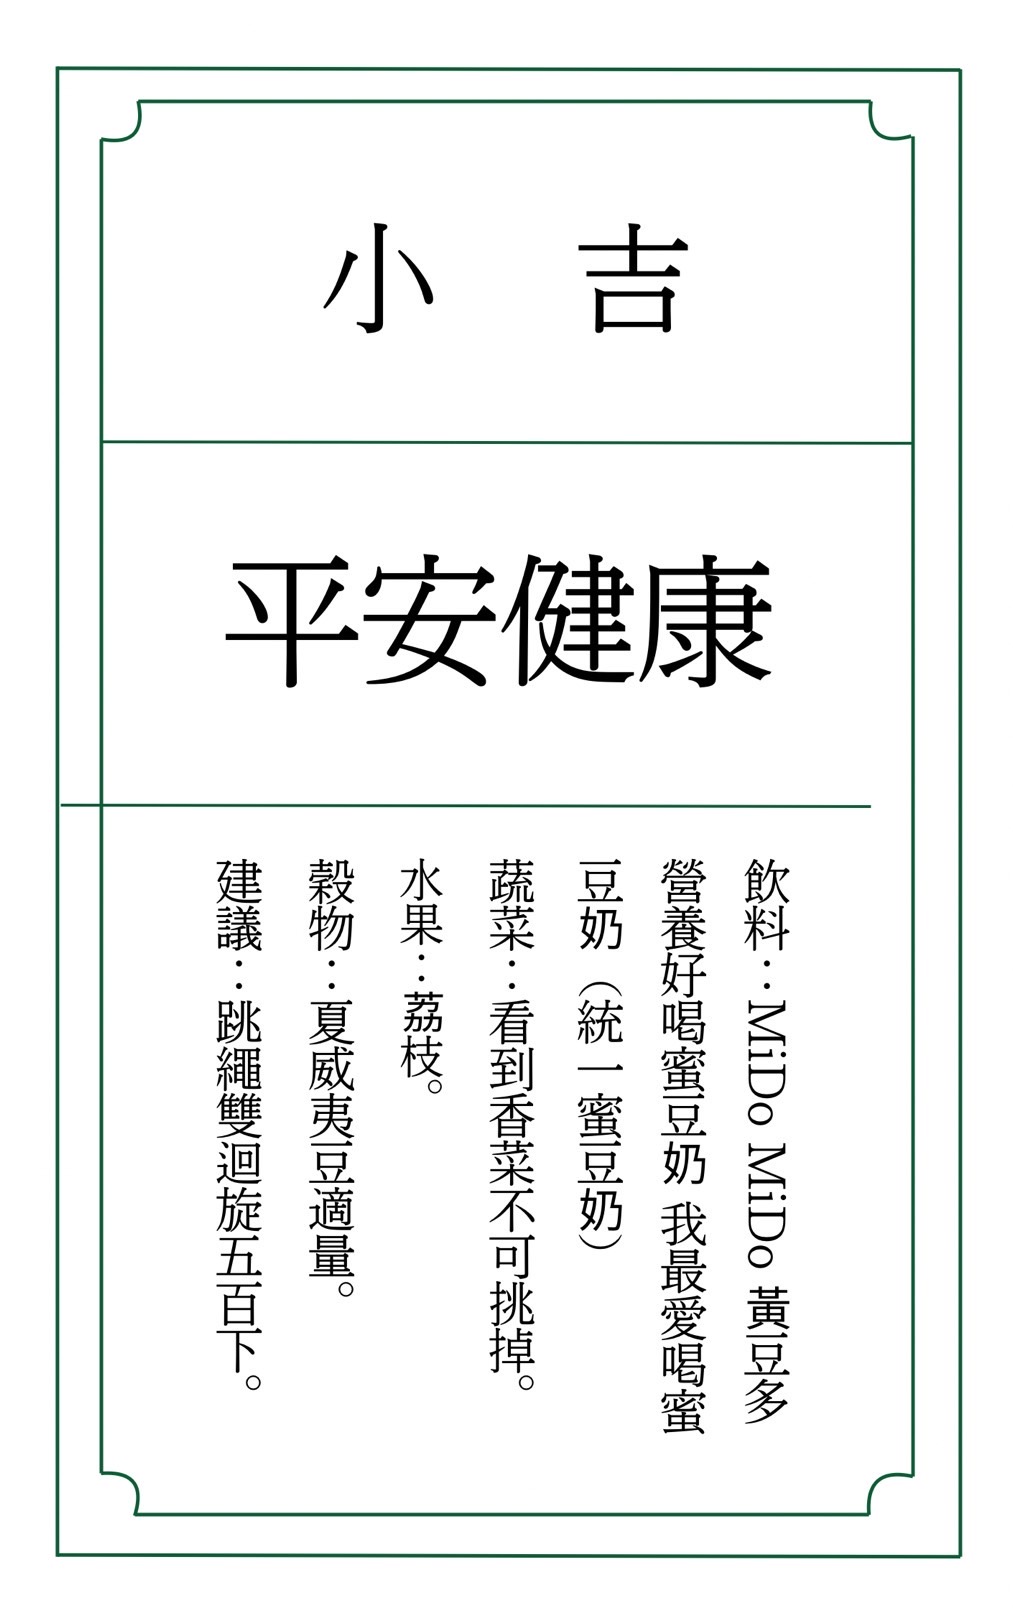 小吉
平安健康
飲料：MiDo MiDo 黃豆多
營養好喝蜜豆奶 我最愛喝蜜
豆奶（統一蜜豆奶）
蔬菜：看到香菜不可挑掉。
水果：荔枝。
穀物：夏威夷豆適量。
建議：跳繩雙迴旋五百下。